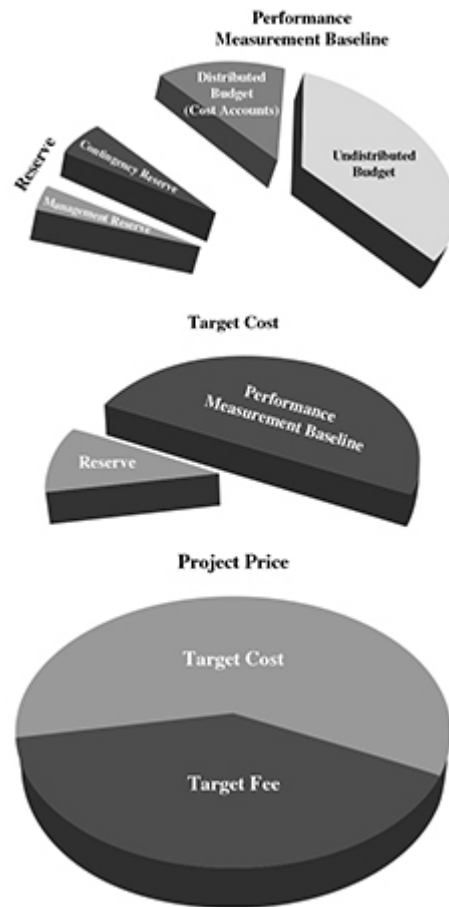 Performance
Measurement Baseline
Distributed
Budget
(Cost Accounts)
Undistributed
Budget
Reserve
Contingency Reserve
Management Reserve
Target Cost
Performance
Measurement Baseline
Reserve
Project Price
Target Cost
Target Fee